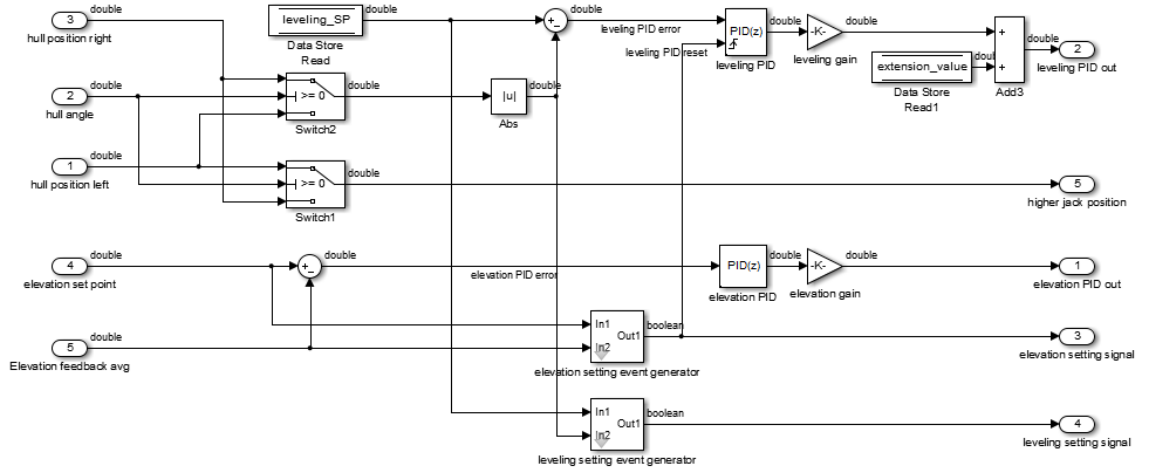 3
double
hull position right
leveling_SP
double
Data Store
Read
+
-
double
leveling PID error
leveling PID reset
PID(z)
leveling PID
double
-K-
leveling gain
double
extension_value
double
Data Store
Read1
+
+
Add3
double
2
leveling PID out
2
double
hull angle
>= 0
double
Switch2
|u|
double
Abs
1
double
hull position left
>= 0
double
Switch1
5
higher jack position
4
double
elevation set point
+
-
double
elevation PID error
PID(z)
elevation PID
double
-K-
elevation gain
double
1
elevation PID out
5
double
Elevation feedback avg
In1
In2
Out1
boolean
elevation setting event generator
3
elevation setting signal
In1
In2
Out1
boolean
leveling setting event generator
4
leveling setting signal